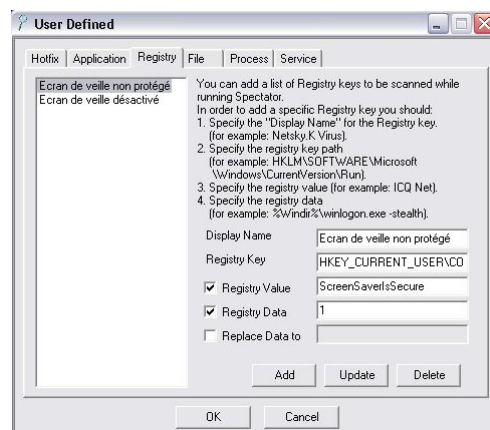 User Defined
Hotfix Application Registry File Process Service
Ecran de veille non protégé
Ecran de veille désactivé
You can add a list of Registry keys to be scanned while
running Spectator.
In order to add a specific Registry key you should:
1. Specify the "Display Name" for the Registry key.
(for example: Netsky.K Virus).
2. Specify the registry key path
(for example: HKLM\SOFTWARE\Microsoft
\Windows\CurrentVersion\Run).
3. Specify the registry value (for example: ICQ Net).
4. Specify the registry data
(for example: %Windir%\winlogon.exe -stealth).
Display Name Ecran de veille non protégé
Registry Key HKEY_CURRENT_USER\CO
Registry Value ScreenSaverIsSecure
Registry Data 1
Replace Data to
Add Update Delete
OK Cancel